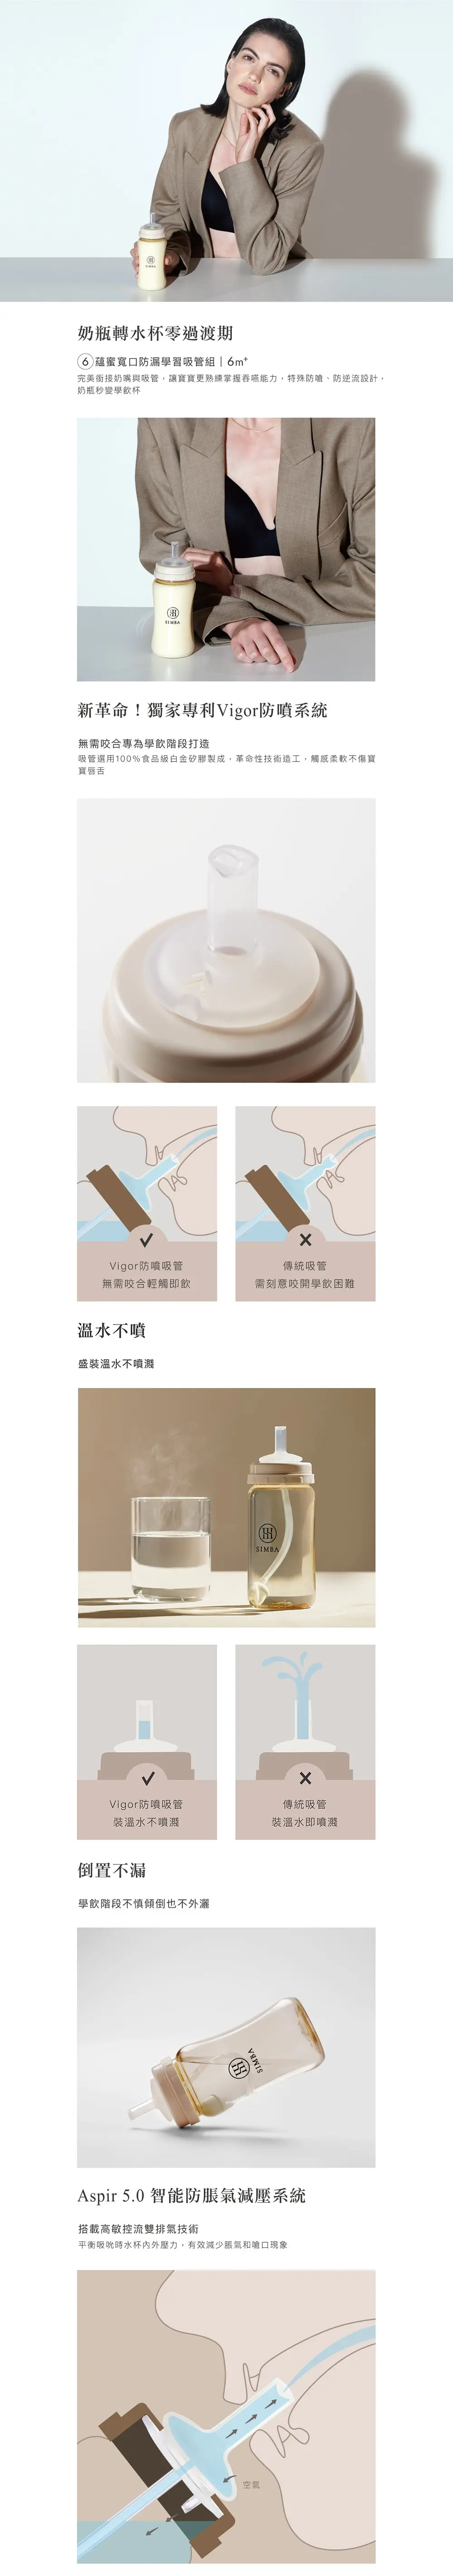 SIMBA
奶瓶轉水杯零過渡期
6 蘊蜜寬口防漏學習吸管組｜6m⁺
完美銜接奶嘴與吸管，讓寶寶更熟練掌握吞嚥能力，特殊防嗆、防逆流設計，
奶瓶秒變學飲杯
SIMBA
新革命！獨家專利Vigor防噴系統
無需咬合專為學飲階段打造
吸管選用100%食品級白金矽膠製成，革命性技術造工，觸感柔軟不傷寶
寶唇舌
Vigor防噴吸管
無需咬合輕觸即飲
傳統吸管
需刻意咬開學飲困難
溫水不噴
盛裝溫水不噴濺
SIMBA
Vigor防噴吸管
裝溫水不噴濺
傳統吸管
裝溫水即噴濺
倒置不漏
學飲階段不慎傾倒也不外灑
SIMBA
Aspir 5.0 智能防脹氣減壓系統
搭載高敏控流雙排氣技術
平衡吸吮時水杯內外壓力，有效減少脹氣和嗆口現象
空氣